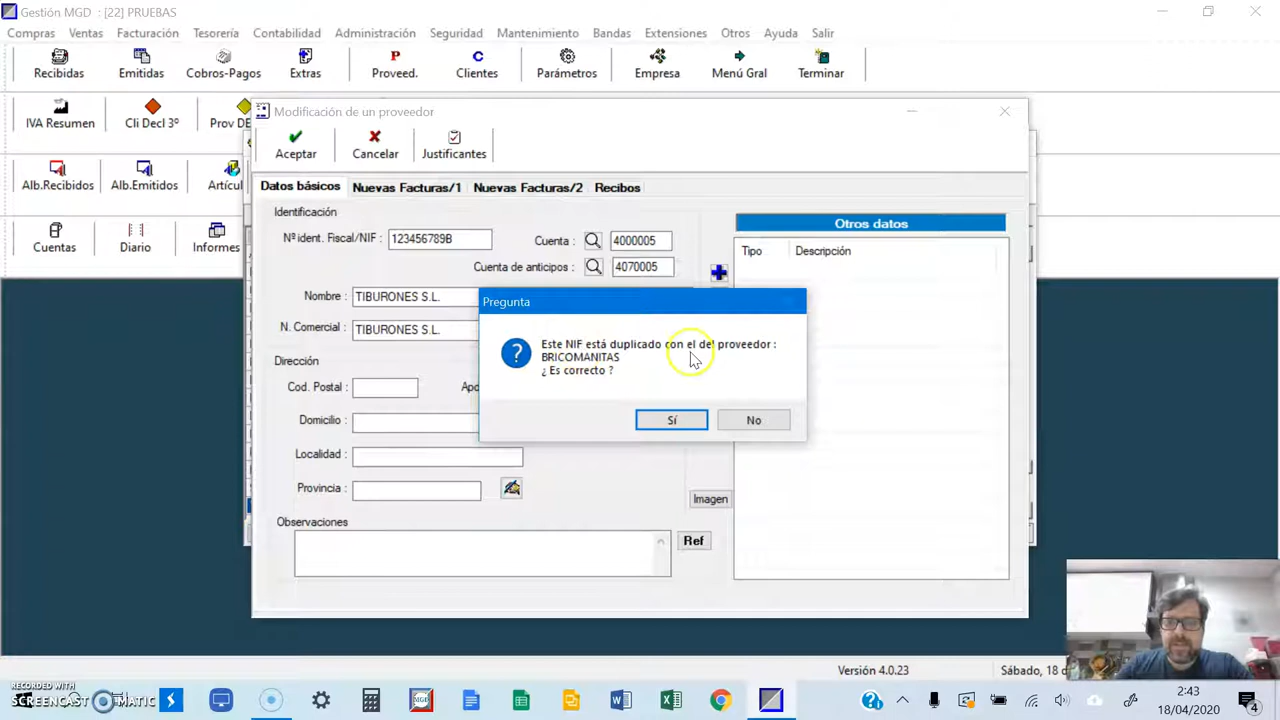 Gestión MGD : [22] PRUEBAS
Compras Ventas Facturación Tesorería Contabilidad Administración Seguridad Mantenimiento Bandas Extensiones Otros Ayuda Salir
Recibidas Emitidas Cobros-Pagos Extras P Proveed. C Clientes Parámetros Empresa Menú Gral Terminar
IVA Resumen Cli Decl 3º Prov DE
Alb.Recibidos Alb.Emitidos Artícul
Cuentas Diario Informes
Modificación de un proveedor
Aceptar Cancelar Justificantes
Datos básicos Nuevas Facturas/1 Nuevas Facturas/2 Recibos
Identificación
Nº ident. Fiscal/NIF : 123456789B Cuenta : 4000005
Cuenta de anticipos : 4070005
Nombre : TIBURONES S.L.
N. Comercial : TIBURONES S.L.
Dirección
Cod. Postal : Apo
Domicilio :
Localidad :
Provincia :
Imagen
Observaciones
Ref
Otros datos
Tipo Descripción
Pregunta
Este NIF está duplicado con el del proveedor :
BRICOMANITAS
¿ Es correcto ?
Sí No
Versión 4.0.23 Sábado, 18 d
RECORDED WITH
SCREENCAST MATIC
MGD
2:43
18/04/2020
4